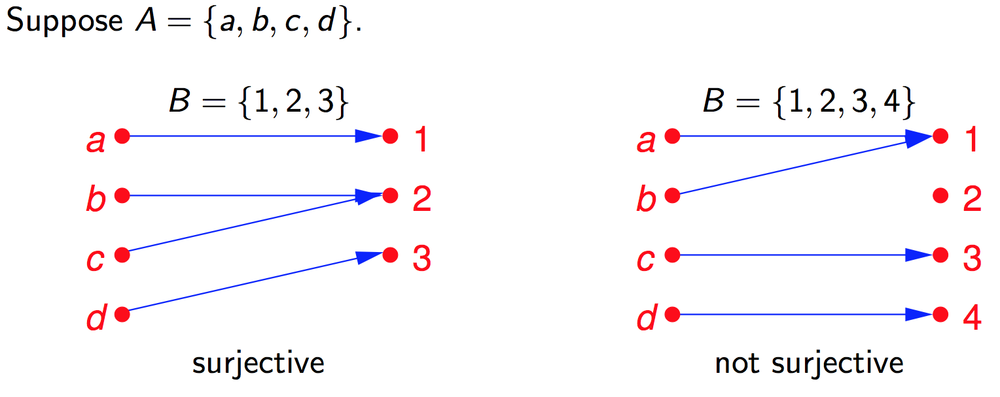 Suppose A = {a, b, c, d}.
B = {1, 2, 3}
a 1
b 2
c 3
d
surjective
B = {1, 2, 3, 4}
a 1
b 2
c 3
d 4
not surjective